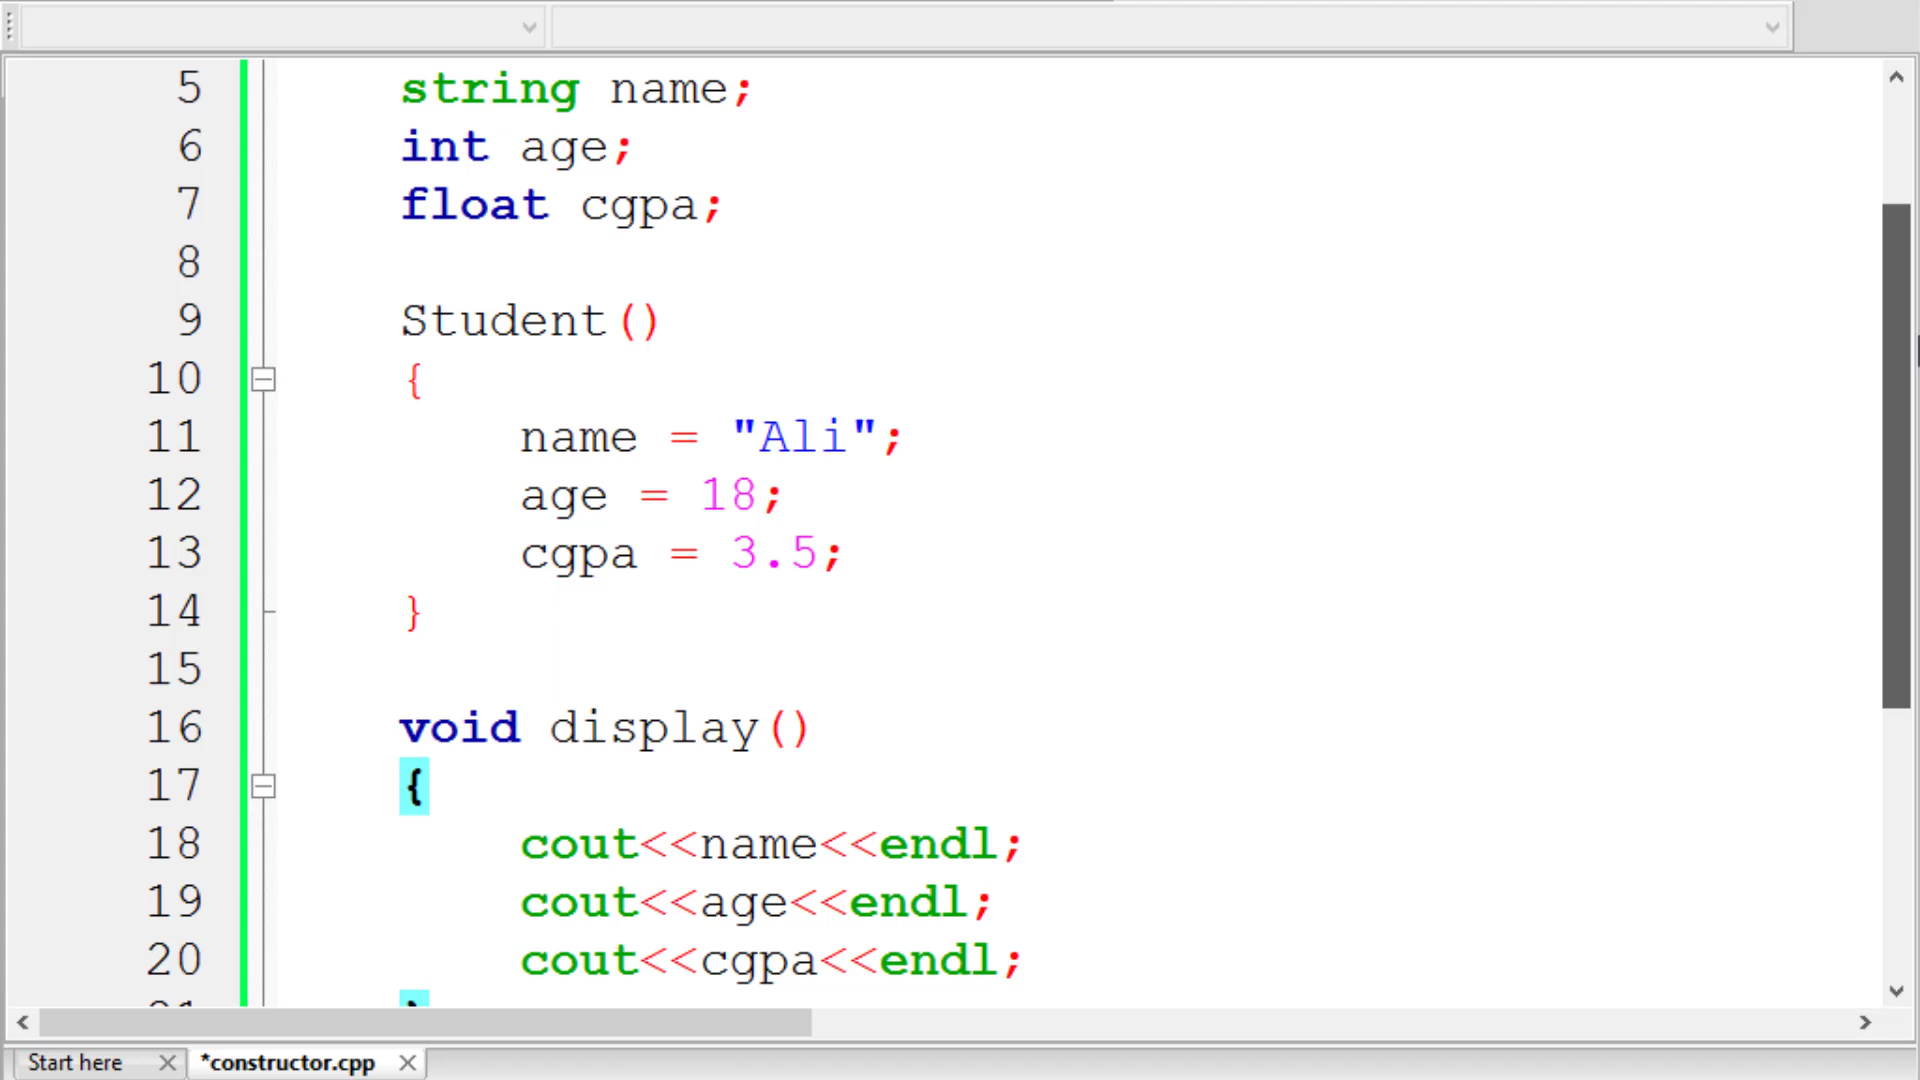 5 string name;
6 int age;
7 float cgpa;
8
9 Student()
10 {
11 name = "Ali";
12 age = 18;
13 cgpa = 3.5;
14 }
15
16 void display()
17 {
18 cout<<name<<endl;
19 cout<<age<<endl;
20 cout<<cgpa<<endl;
Start here
*constructor.cpp